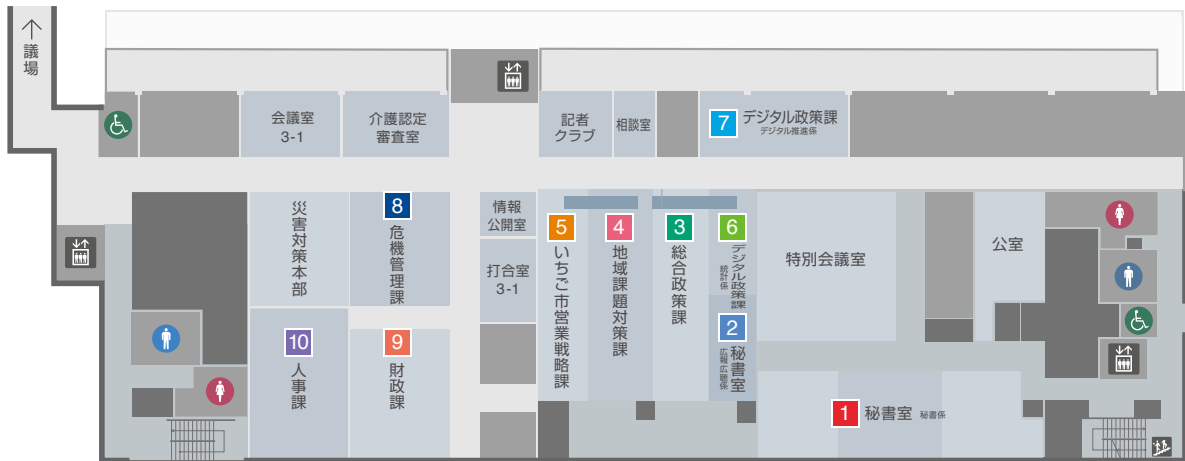 議場
会議室
3-1
介護認定
審査室
記者
クラブ
相談室
7
デジタル政策課
デジタル推進係
災害対策本部
8
危機管理課
情報
公開室
打合室
3-1
5
いちご市営業戦略課
4
地域課題対策課
3
総合政策課
6
デジタル政策課
統計係
2
秘書室
広報広聴係
特別会議室
公室
10
人事課
9
財政課
1
秘書室 秘書係